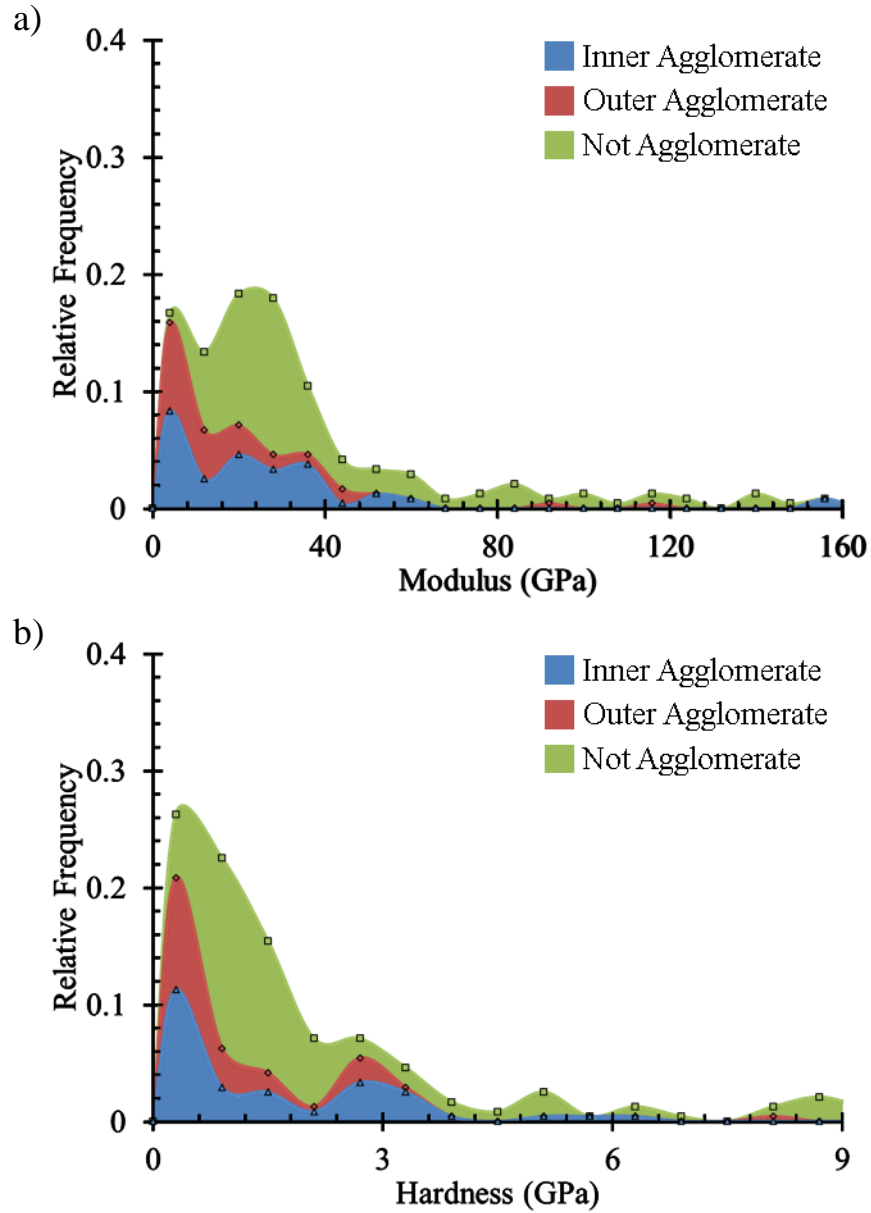 a)
0.4
0.3
0.2
0.1
0
Relative Frequency
Inner Agglomerate
Outer Agglomerate
Not Agglomerate
0 40 80 120 160
Modulus (GPa)
b)
0.4
0.3
0.2
0.1
0
Relative Frequency
Inner Agglomerate
Outer Agglomerate
Not Agglomerate
0 3 6 9
Hardness (GPa)